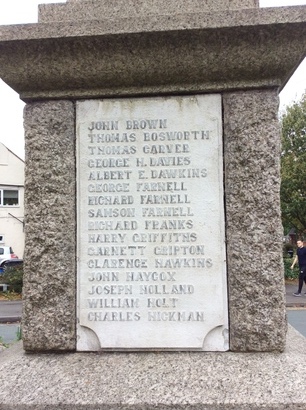 JOHN BROWN
THOMAS BOSWORTH
THOMAS CARVER
GEORGE H. DAVIES
ALBERT E. DAWKINS
GEORGE FARNELL
RICHARD FARNELL
SAMSON FARNELL
RICHARD FRANKS
HARRY GRIFFITHS
GARNETT GRIPTON
CLARENCE HAWKINS
JOHN HAYCOX
JOSEPH HOLLAND
WILLIAM HOLT
CHARLES HICKMAN